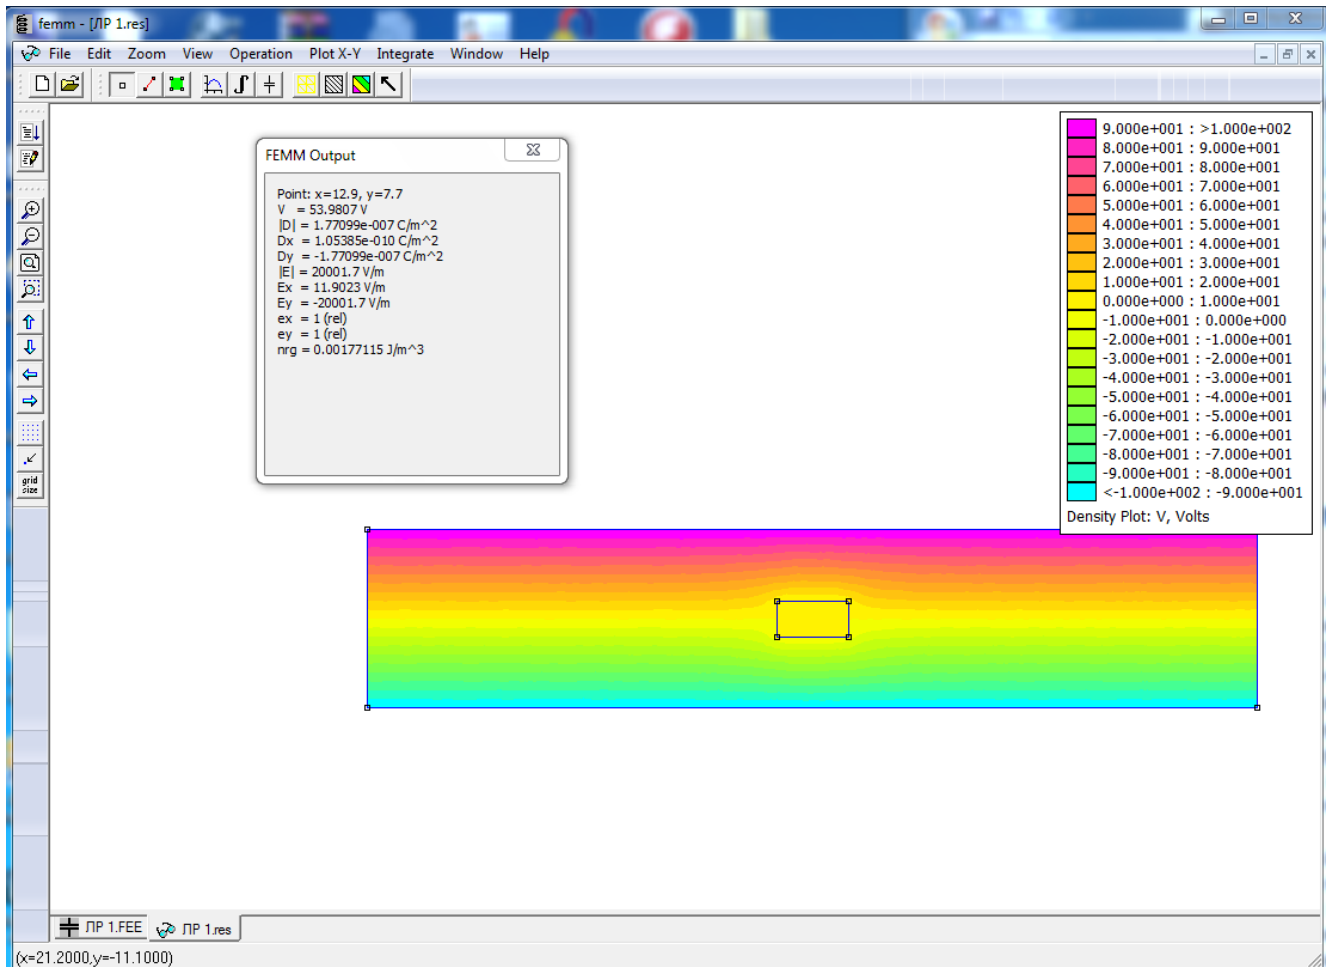 femm - [ЛР 1.res]
File Edit Zoom View Operation Plot X-Y Integrate Window Help
grid
size
FEMM Output
Point: x=12.9, y=7.7
V = 53.9807 V
|D| = 1.77099e-007 C/m^2
Dx = 1.05385e-010 C/m^2
Dy = -1.77099e-007 C/m^2
|E| = 20001.7 V/m
Ex = 11.9023 V/m
Ey = -20001.7 V/m
ex = 1 (rel)
ey = 1 (rel)
nrg = 0.00177115 J/m^3
9.000e+001 : >1.000e+002
8.000e+001 : 9.000e+001
7.000e+001 : 8.000e+001
6.000e+001 : 7.000e+001
5.000e+001 : 6.000e+001
4.000e+001 : 5.000e+001
3.000e+001 : 4.000e+001
2.000e+001 : 3.000e+001
1.000e+001 : 2.000e+001
0.000e+000 : 1.000e+001
-1.000e+001 : 0.000e+000
-2.000e+001 : -1.000e+001
-3.000e+001 : -2.000e+001
-4.000e+001 : -3.000e+001
-5.000e+001 : -4.000e+001
-6.000e+001 : -5.000e+001
-7.000e+001 : -6.000e+001
-8.000e+001 : -7.000e+001
-9.000e+001 : -8.000e+001
<-1.000e+002 : -9.000e+001
Density Plot: V, Volts
ЛР 1.FEE ЛР 1.res
(x=21.2000,y=-11.1000)